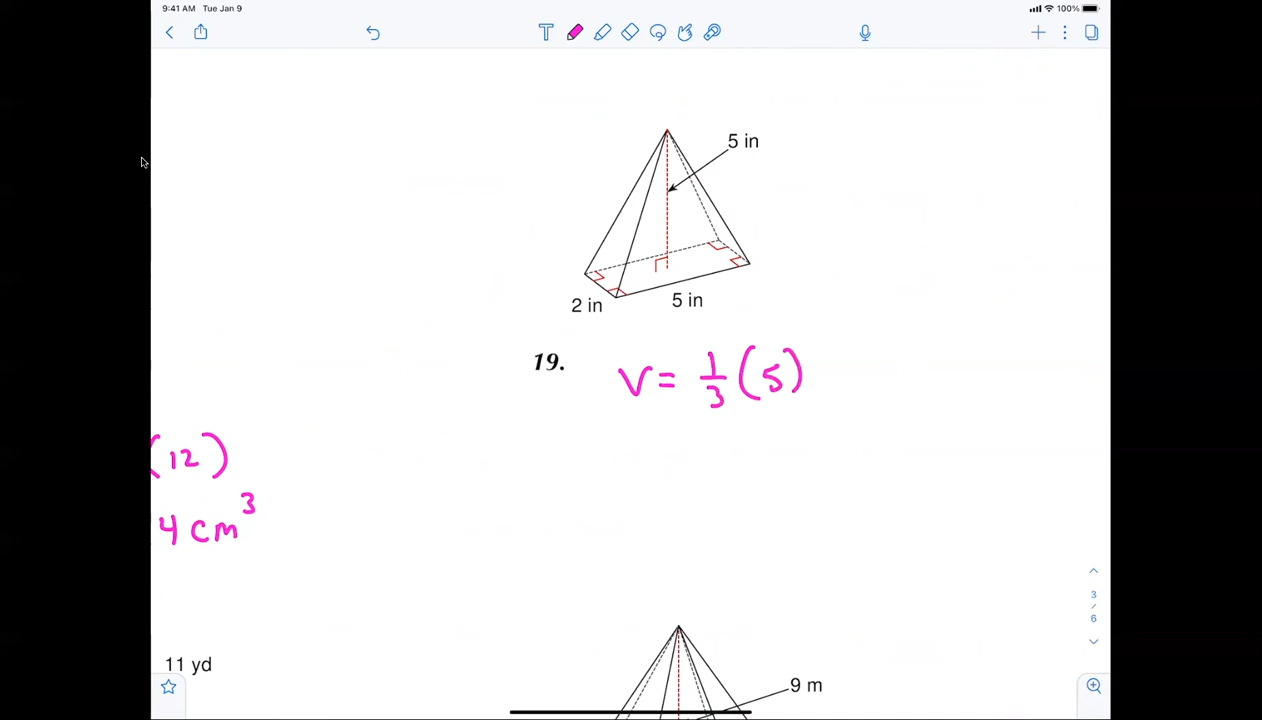 9:41 AM Tue Jan 9
100%
T
5 in
2 in
5 in
19.
V = 1/3 (5)
(12)
4 cm³
3
/
6
11 yd
9 m